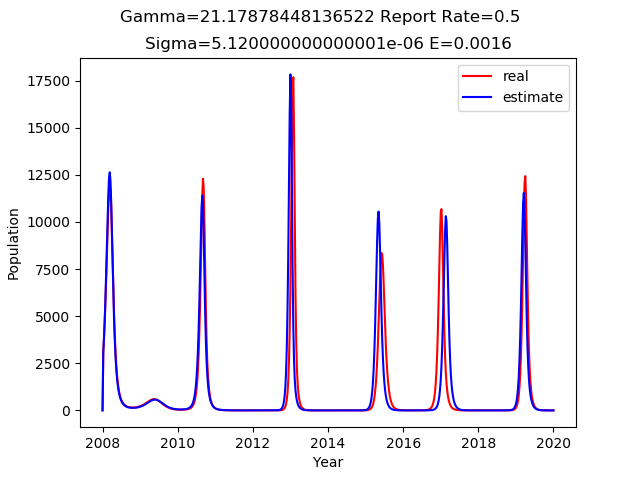 Gamma=21.17878448136522 Report Rate=0.5
Sigma=5.120000000000001e-06 E=0.0016
real
estimate
17500
15000
12500
10000
7500
5000
2500
0
Population
2008
2010
2012
2014
2016
2018
2020
Year